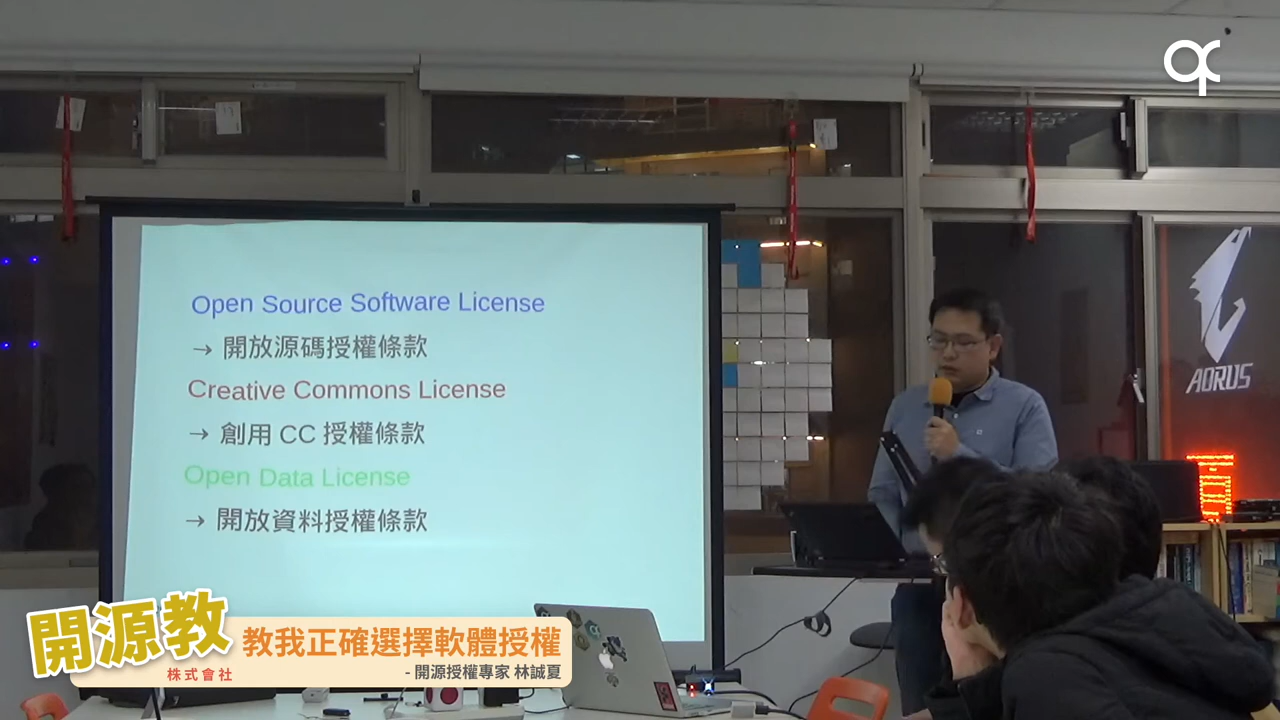 Open Source Software License
→ 開放源碼授權條款
Creative Commons License
→ 創用 CC 授權條款
Open Data License
→ 開放資料授權條款
AORUS
開源教
株式會社
教我正確選擇軟體授權
- 開源授權專家 林誠夏